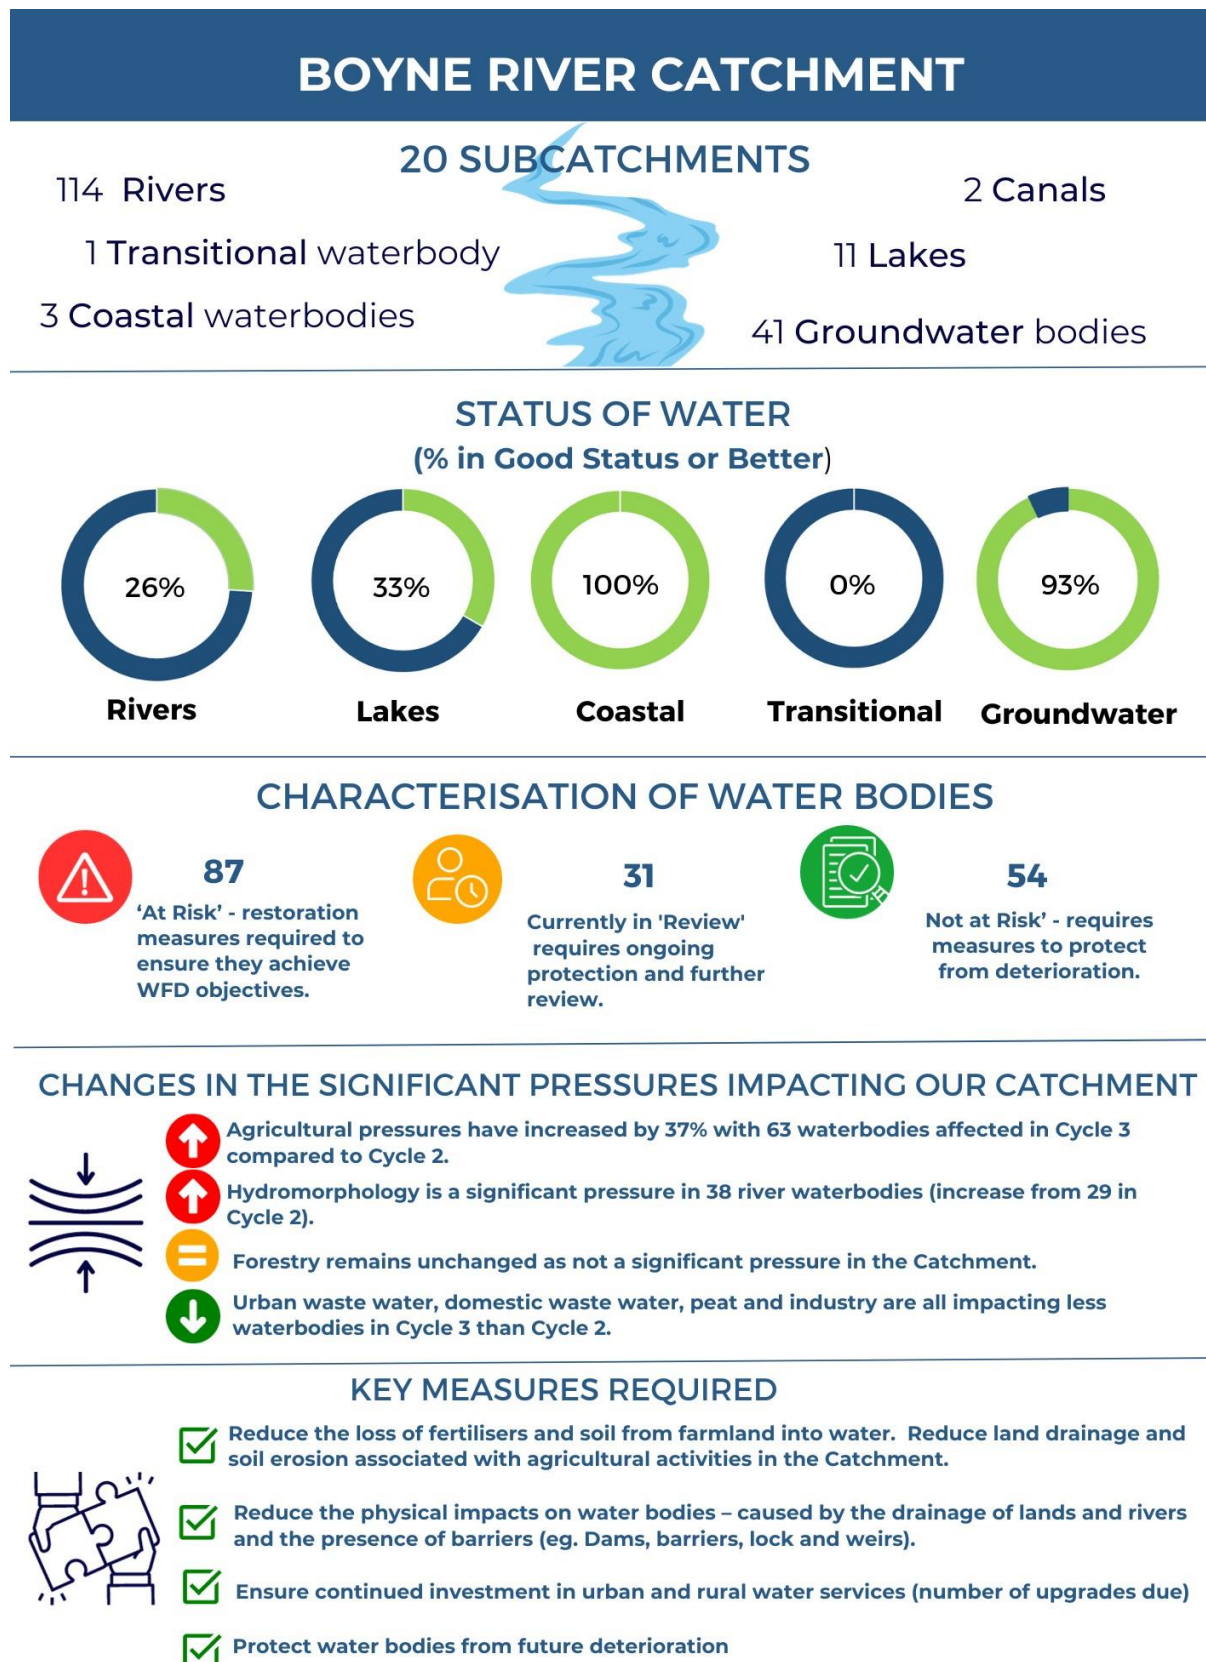 BOYNE RIVER CATCHMENT
20 SUBCATCHMENTS
114 Rivers
1 Transitional waterbody
3 Coastal waterbodies
2 Canals
11 Lakes
41 Groundwater bodies
STATUS OF WATER
(% in Good Status or Better)
26%
33%
100%
0%
93%
Rivers
Lakes
Coastal
Transitional
Groundwater
CHARACTERISATION OF WATER BODIES
87
‘At Risk’ - restoration
measures required to
ensure they achieve
WFD objectives.
31
Currently in 'Review'
requires ongoing
protection and further
review.
54
Not at Risk’ - requires
measures to protect
from deterioration.
CHANGES IN THE SIGNIFICANT PRESSURES IMPACTING OUR CATCHMENT
Agricultural pressures have increased by 37% with 63 waterbodies affected in Cycle 3
compared to Cycle 2.
Hydromorphology is a significant pressure in 38 river waterbodies (increase from 29 in
Cycle 2).
Forestry remains unchanged as not a significant pressure in the Catchment.
Urban waste water, domestic waste water, peat and industry are all impacting less
waterbodies in Cycle 3 than Cycle 2.
KEY MEASURES REQUIRED
Reduce the loss of fertilisers and soil from farmland into water. Reduce land drainage and
soil erosion associated with agricultural activities in the Catchment.
Reduce the physical impacts on water bodies – caused by the drainage of lands and rivers
and the presence of barriers (eg. Dams, barriers, lock and weirs).
Ensure continued investment in urban and rural water services (number of upgrades due)
Protect water bodies from future deterioration